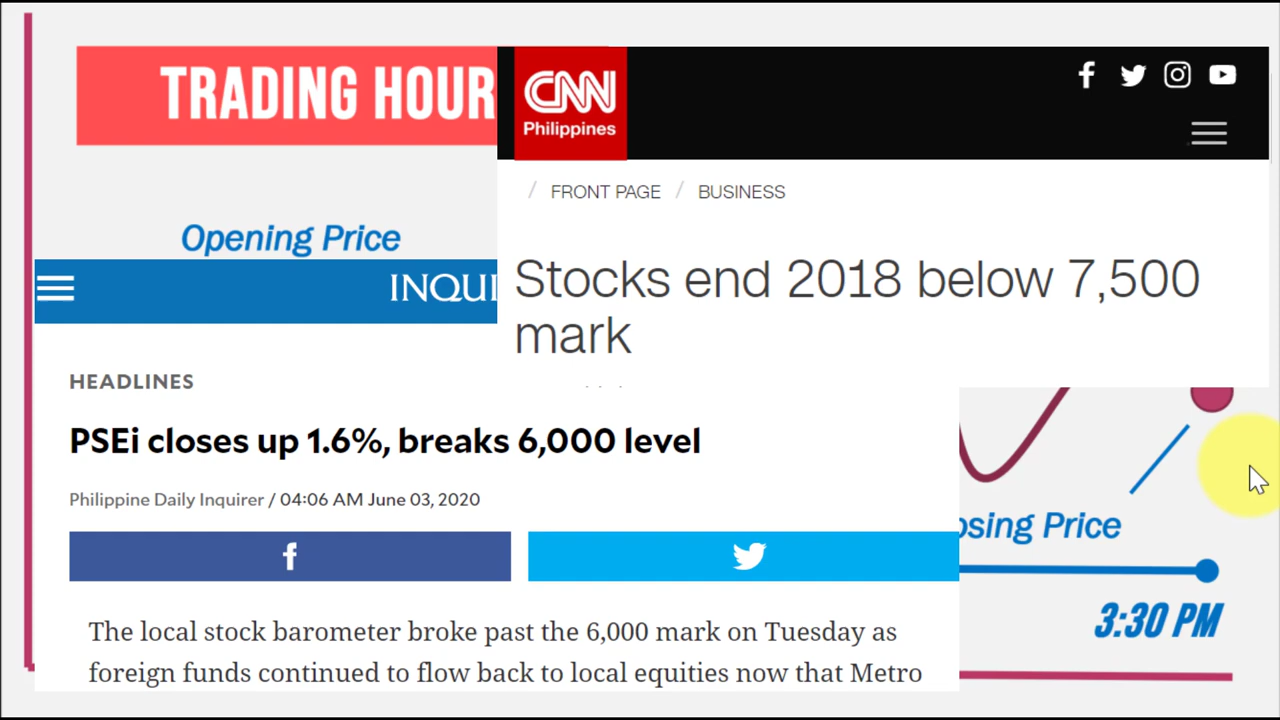 TRADING HOUR
CNN
Philippines
/ FRONT PAGE / BUSINESS
Opening Price
Stocks end 2018 below 7,500
mark
INQUI
HEADLINES
PSEi closes up 1.6%, breaks 6,000 level
Philippine Daily Inquirer / 04:06 AM June 03, 2020
osing Price
3:30 PM
The local stock barometer broke past the 6,000 mark on Tuesday as
foreign funds continued to flow back to local equities now that Metro